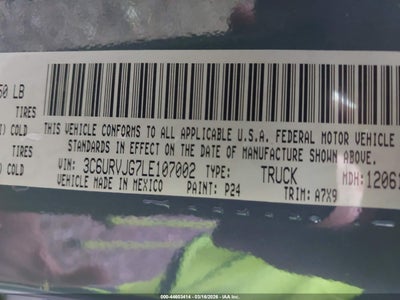 50 LB
TIRES
COLD
TIRES
COLD
THIS VEHICLE CONFORMS TO ALL APPLICABLE U.S.A. FEDERAL MOTOR VEHICLE
STANDARDS IN EFFECT ON THE DATE OF MANUFACTURE SHOWN ABOVE.
VIN: 3C6URVJG7LE107002 TYPE: TRUCK MDH: 12061
VEHICLE MADE IN MEXICO PAINT: P24 TRIM: A7X9
000-44603414 - 03/16/2026 - IAA